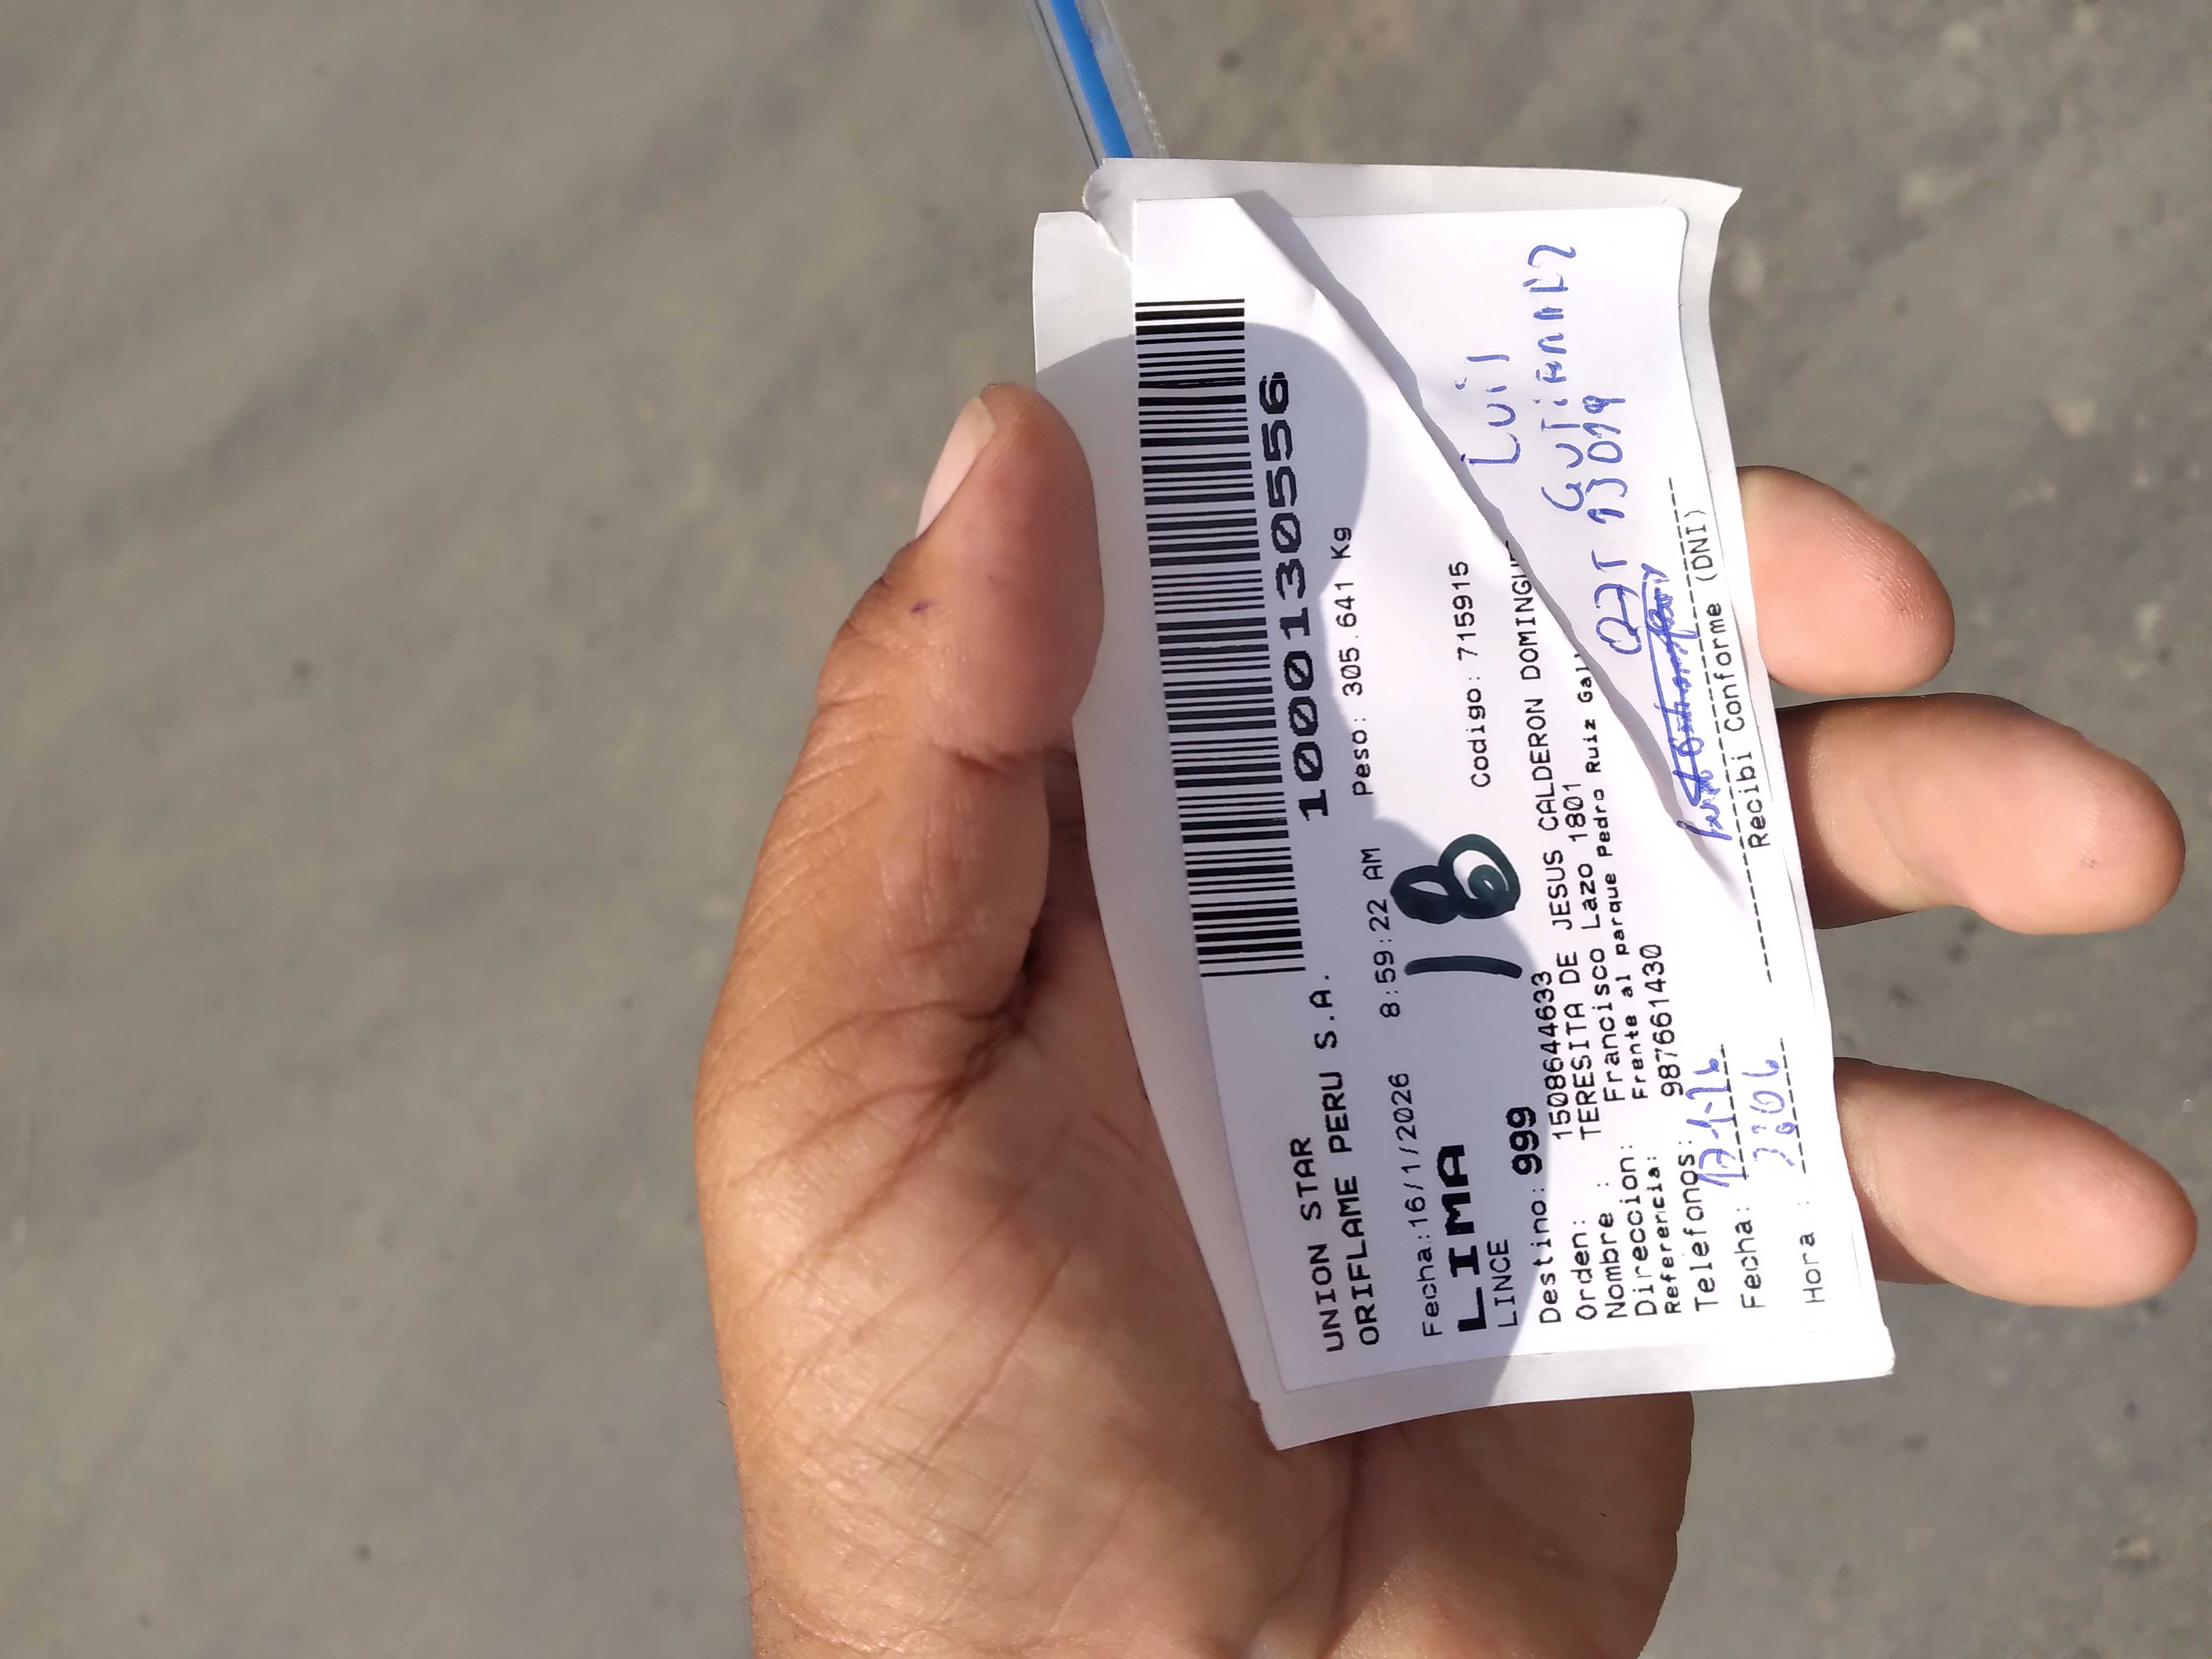 UNION STAR
ORIFLAME PERU S.A. 1000130556
Fecha:16/1/2026 8:59:22 AM Peso: 305.641 Kg
LIMA 18
LINCE Codigo: 715915
Destino: 999
Orden: 1508644633
Nombre : TERESITA DE JESUS CALDERON DOMINGUE
Direccion: Francisco Lazo 1801
Referencia: Frente al parque Pedro Ruiz Gal
Telefonos: 987661430
Luis
Gutierrez
Fecha: 17-1-26
Hora :
Recibi Conforme (DNI)